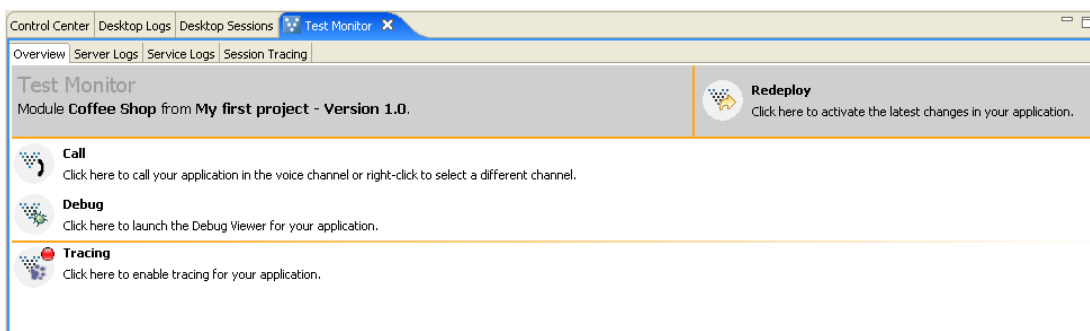 Control Center Desktop Logs Desktop Sessions Test Monitor
Overview Server Logs Service Logs Session Tracing
Test Monitor
Module Coffee Shop from My first project - Version 1.0.
Redeploy
Click here to activate the latest changes in your application.
Call
Click here to call your application in the voice channel or right-click to select a different channel.
Debug
Click here to launch the Debug Viewer for your application.
Tracing
Click here to enable tracing for your application.